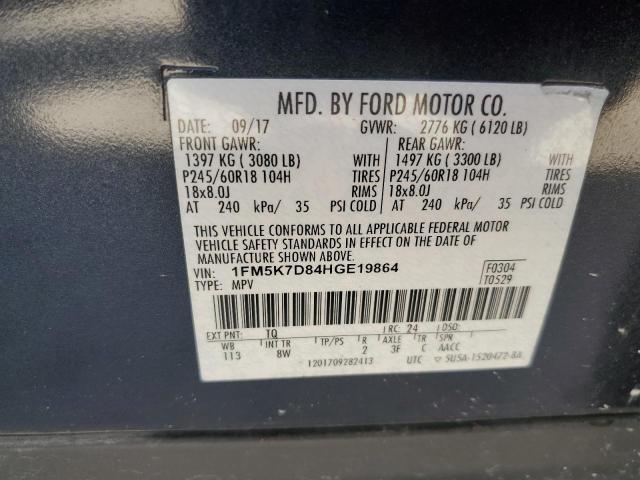 MFD. BY FORD MOTOR CO.
DATE: 09/17 GVWR: 2776 KG ( 6120 LB)
FRONT GAWR: REAR GAWR:
1397 KG ( 3080 LB) WITH 1497 KG ( 3300 LB) WITH
P245/60R18 104H TIRES P245/60R18 104H TIRES
18x8.0J RIMS 18x8.0J RIMS
AT 240 kPa/ 35 PSI COLD AT 240 kPa/ 35 PSI COLD
THIS VEHICLE CONFORMS TO ALL APPLICABLE FEDERAL MOTOR
VEHICLE SAFETY STANDARDS IN EFFECT ON THE DATE OF
MANUFACTURE SHOWN ABOVE.
VIN: 1FM5K7D84HGE19864 F0304
TYPE: MPV T0529
EXT PNT: TQ RC: 24 DSO:
WB INT TR TP/PS R AXLE TR SPR
113 8W 2 3F C AACC
1201709282413 UTC